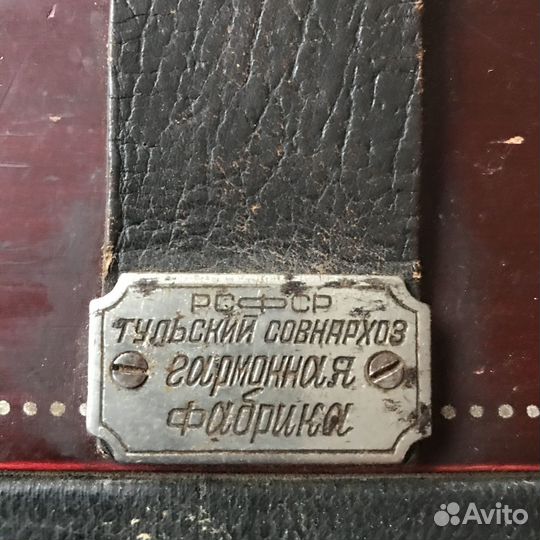 РСФСР
ТУЛЬСКИЙ СОВНАРХОЗ
гармонная
фабрика
Avito